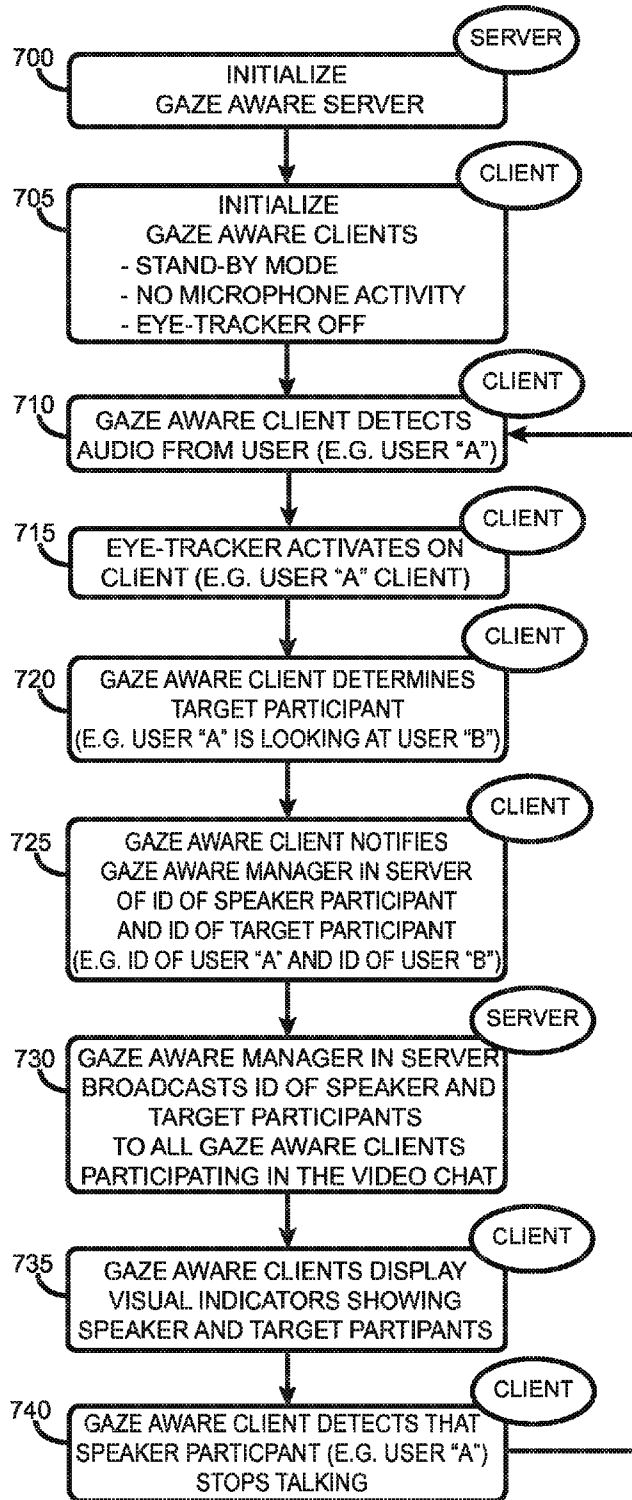 SERVER
700
INITIALIZE
GAZE AWARE SERVER
CLIENT
705
INITIALIZE
GAZE AWARE CLIENTS
- STAND-BY MODE
- NO MICROPHONE ACTIVITY
- EYE-TRACKER OFF
CLIENT
710
GAZE AWARE CLIENT DETECTS
AUDIO FROM USER (E.G. USER "A")
CLIENT
715
EYE-TRACKER ACTIVATES ON
CLIENT (E.G. USER "A" CLIENT)
CLIENT
720
GAZE AWARE CLIENT DETERMINES
TARGET PARTICIPANT
(E.G. USER "A" IS LOOKING AT USER "B")
CLIENT
725
GAZE AWARE CLIENT NOTIFIES
GAZE AWARE MANAGER IN SERVER
OF ID OF SPEAKER PARTICIPANT
AND ID OF TARGET PARTICIPANT
(E.G. ID OF USER "A" AND ID OF USER "B")
SERVER
730
GAZE AWARE MANAGER IN SERVER
BROADCASTS ID OF SPEAKER AND
TARGET PARTICIPANTS
TO ALL GAZE AWARE CLIENTS
PARTICIPATING IN THE VIDEO CHAT
CLIENT
735
GAZE AWARE CLIENTS DISPLAY
VISUAL INDICATORS SHOWING
SPEAKER AND TARGET PARTIPANTS
CLIENT
740
GAZE AWARE CLIENT DETECTS THAT
SPEAKER PARTICPANT (E.G. USER "A")
STOPS TALKING